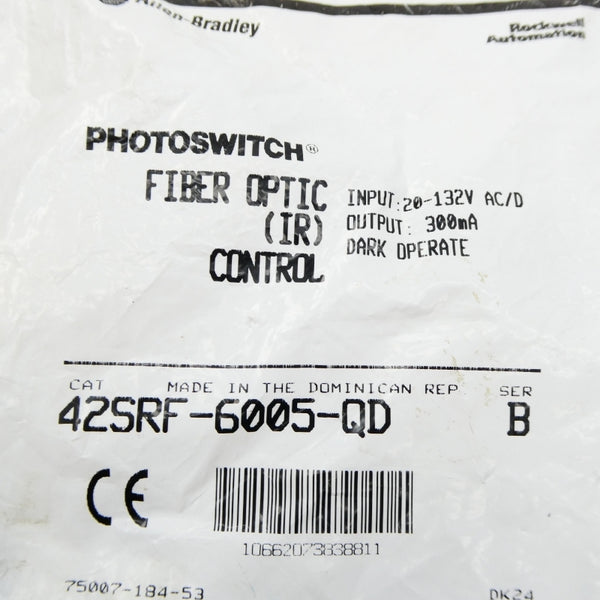 Allen-Bradley
Rockwell
Automation
PHOTOSWITCH®
FIBER OPTIC
(IR)
CONTROL
INPUT:20-132V AC/D
OUTPUT: 300mA
DARK OPERATE
CAT MADE IN THE DOMINICAN REP. SER
42SRF-6005-QD B
CE
10662073838811
75007-184-53 DK24